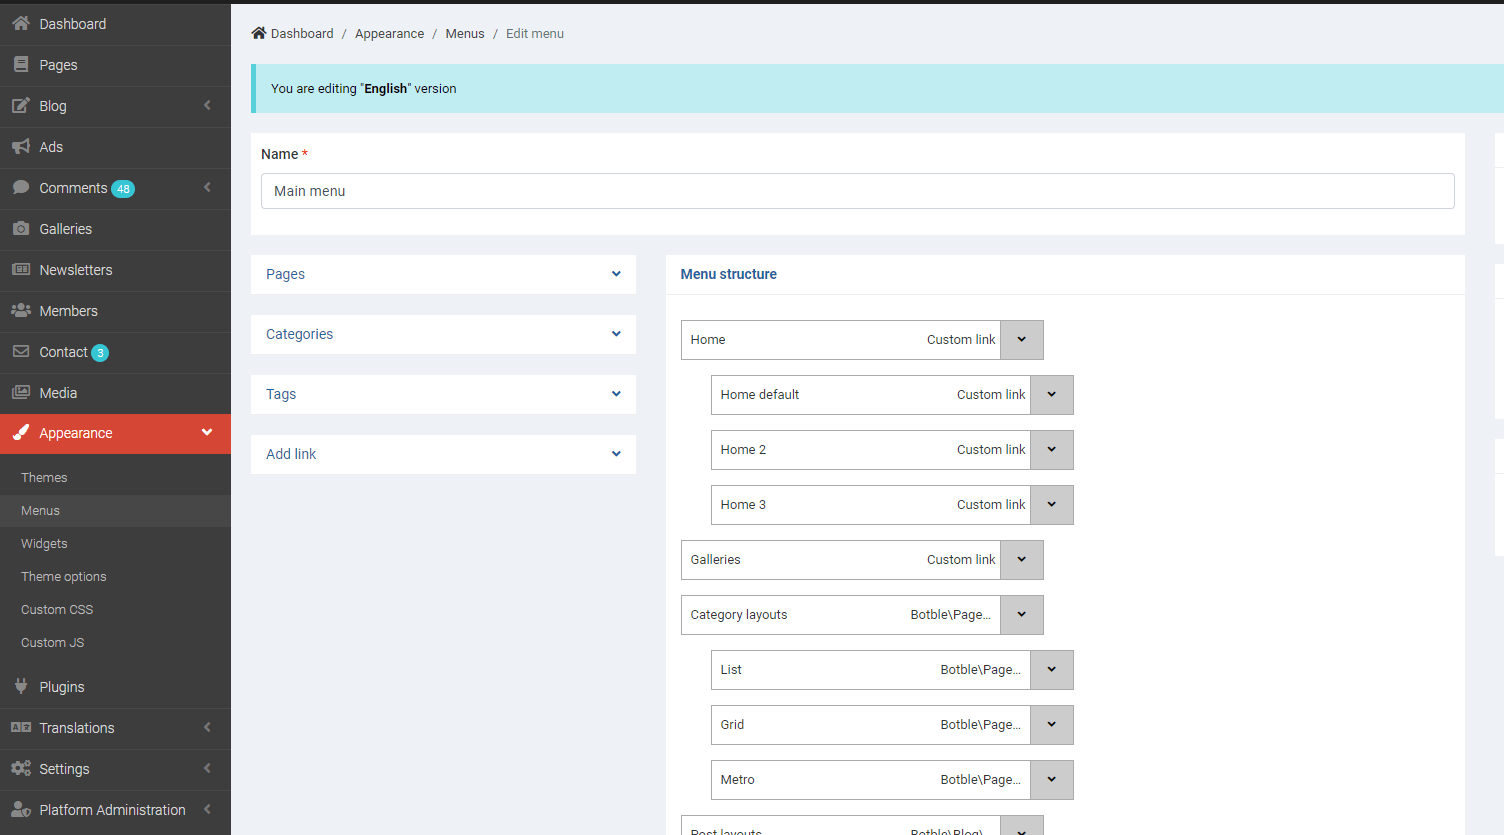 Dashboard
Pages
Blog
Ads
Comments 48
Galleries
Newsletters
Members
Contact 3
Media
Appearance
Themes
Menus
Widgets
Theme options
Custom CSS
Custom JS
Plugins
Translations
Settings
Platform Administration
Dashboard / Appearance / Menus / Edit menu
You are editing "English" version
Name *
Main menu
Pages
Categories
Tags
Add link
Menu structure
Home Custom link
Home default Custom link
Home 2 Custom link
Home 3 Custom link
Galleries Custom link
Category layouts Botble\Page...
List Botble\Page...
Grid Botble\Page...
Metro Botble\Page...
Post layouts Botble\Blog\...